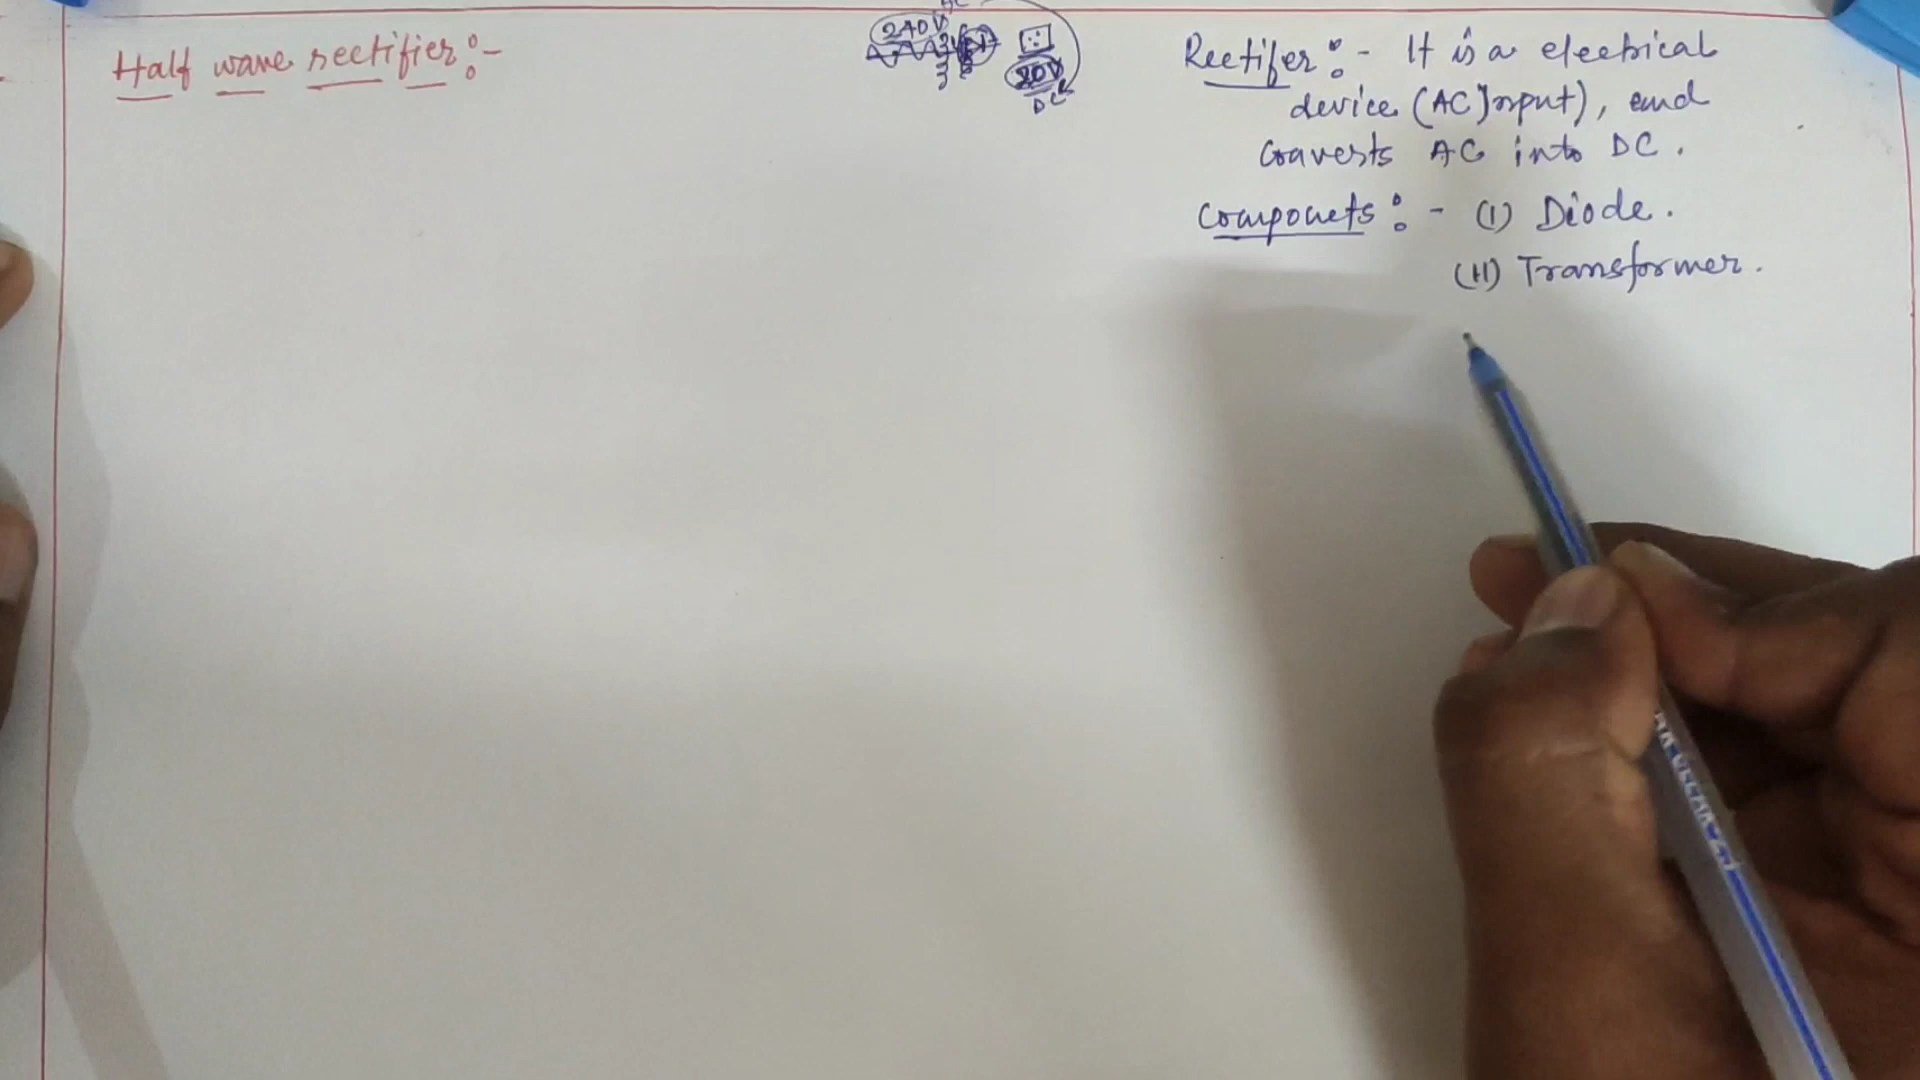 Half wave rectifier:-
240V
20V
DC
Rectifer:- It is a electrical
device (AC Input), and
Converts AC into DC.
Componets:- (I) Diode.
(II) Transformer.